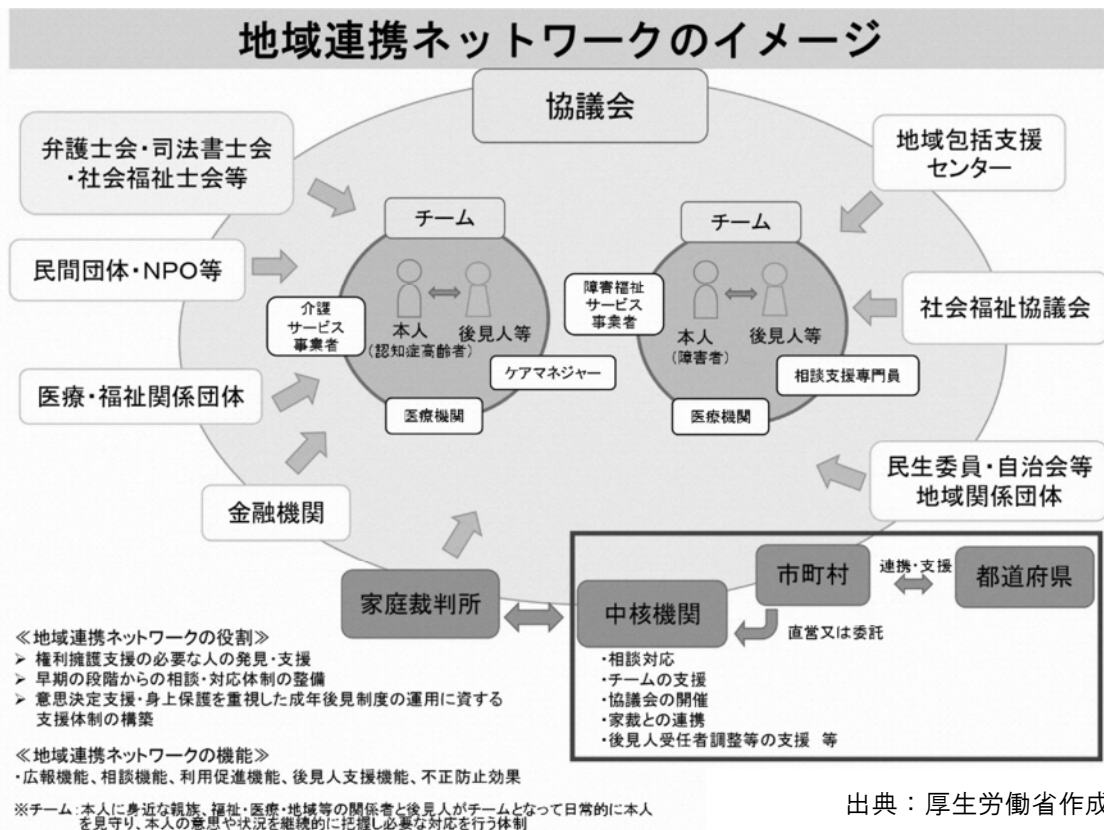 地域連携ネットワークのイメージ
協議会
弁護士会・司法書士会
・社会福祉士会等
地域包括支援
センター
チーム
チーム
民間団体・NPO等
介護
サービス
事業者
本人
(認知症高齢者)
後見人等
ケアマネジャー
医療機関
障害福祉
サービス
事業者
本人
(障害者)
後見人等
相談支援専門員
医療機関
社会福祉協議会
医療・福祉関係団体
民生委員・自治会等
地域関係団体
金融機関
家庭裁判所
中核機関
市町村
連携・支援
都道府県
直営又は委託
・相談対応
・チームの支援
・協議会の開催
・家裁との連携
・後見人受任者調整等の支援 等
≪地域連携ネットワークの役割≫
➢ 権利擁護支援の必要な人の発見・支援
➢ 早期の段階からの相談・対応体制の整備
➢ 意思決定支援・身上保護を重視した成年後見制度の運用に資する
支援体制の構築
≪地域連携ネットワークの機能≫
・広報機能、相談機能、利用促進機能、後見人支援機能、不正防止効果
※チーム：本人に身近な親族、福祉・医療・地域等の関係者と後見人がチームとなって日常的に本人
を見守り、本人の意思や状況を継続的に把握し必要な対応を行う体制
出典：厚生労働省作成